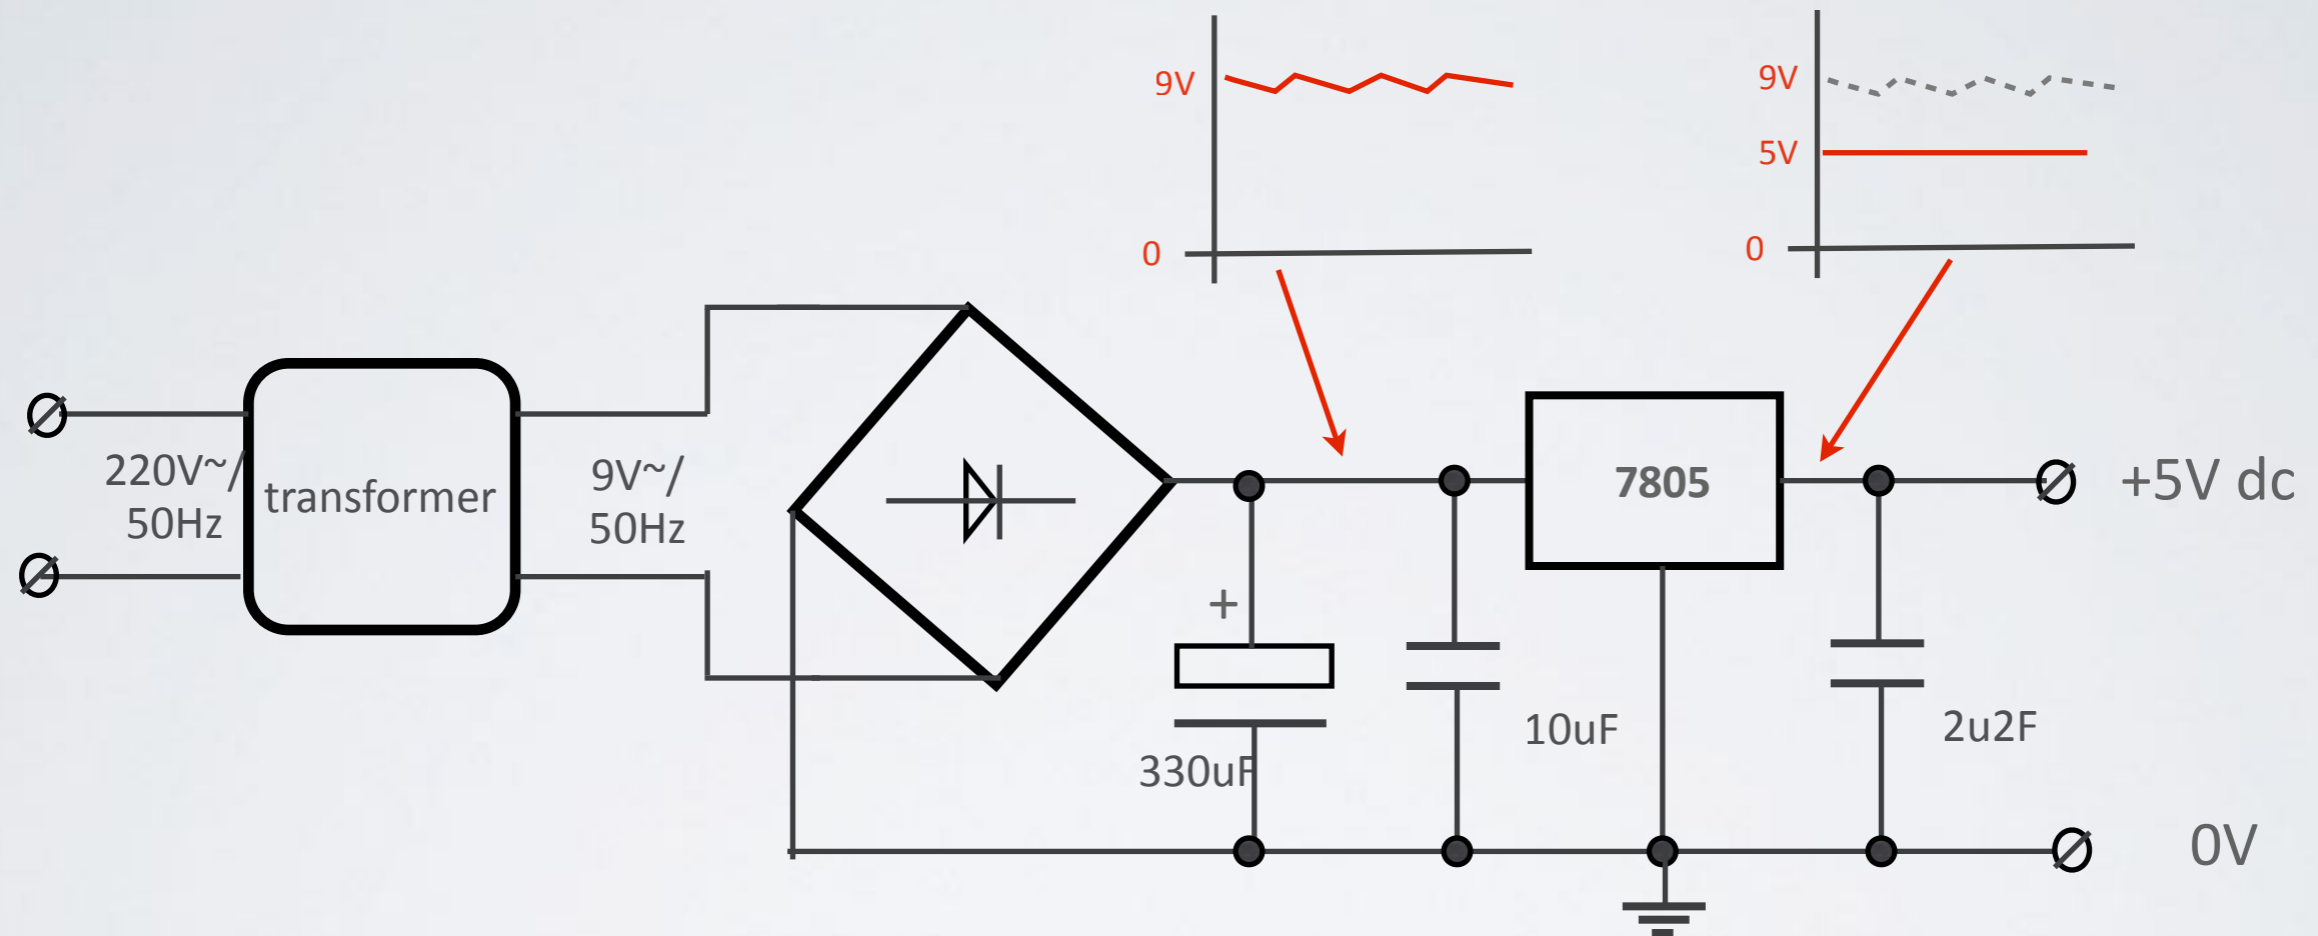 9V
0
9V
5V
0
220V~/
50Hz
transformer
9V~/
50Hz
7805
+5V dc
+
330uF
10uF
2u2F
0V